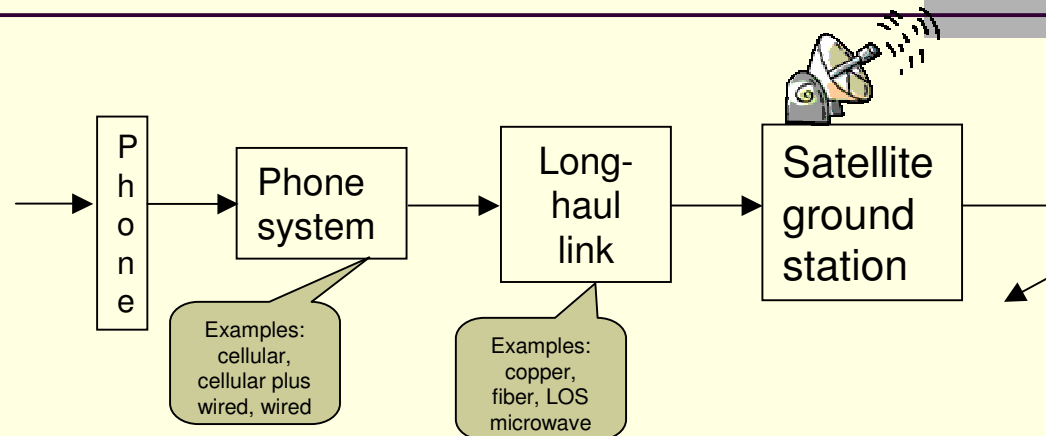 P
h
o
n
e
Phone
system
Long-
haul
link
Satellite
ground
station
Examples:
cellular,
cellular plus
wired, wired
Examples:
copper,
fiber, LOS
microwave